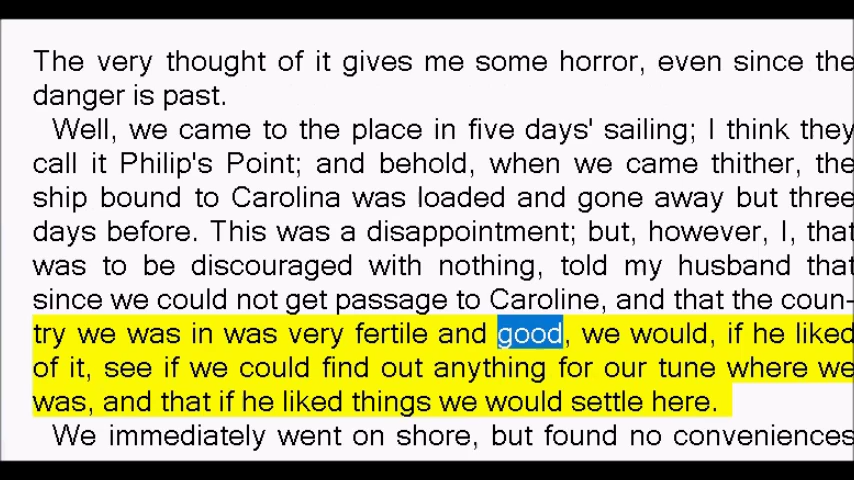 The very thought of it gives me some horror, even since the
danger is past.
Well, we came to the place in five days' sailing; I think they
call it Philip's Point; and behold, when we came thither, the
ship bound to Carolina was loaded and gone away but three
days before. This was a disappointment; but, however, I, that
was to be discouraged with nothing, told my husband that
since we could not get passage to Caroline, and that the coun-
try we was in was very fertile and good, we would, if he liked
of it, see if we could find out anything for our tune where we
was, and that if he liked things we would settle here.
We immediately went on shore, but found no conveniences